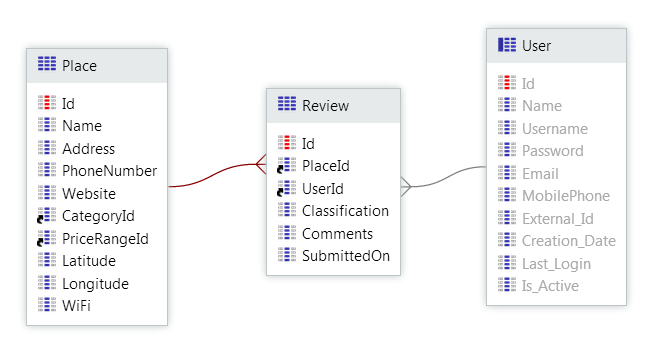 Place
Id
Name
Address
PhoneNumber
Website
CategoryId
PriceRangeId
Latitude
Longitude
WiFi
Review
Id
PlaceId
UserId
Classification
Comments
SubmittedOn
User
Id
Name
Username
Password
Email
MobilePhone
External_Id
Creation_Date
Last_Login
Is_Active